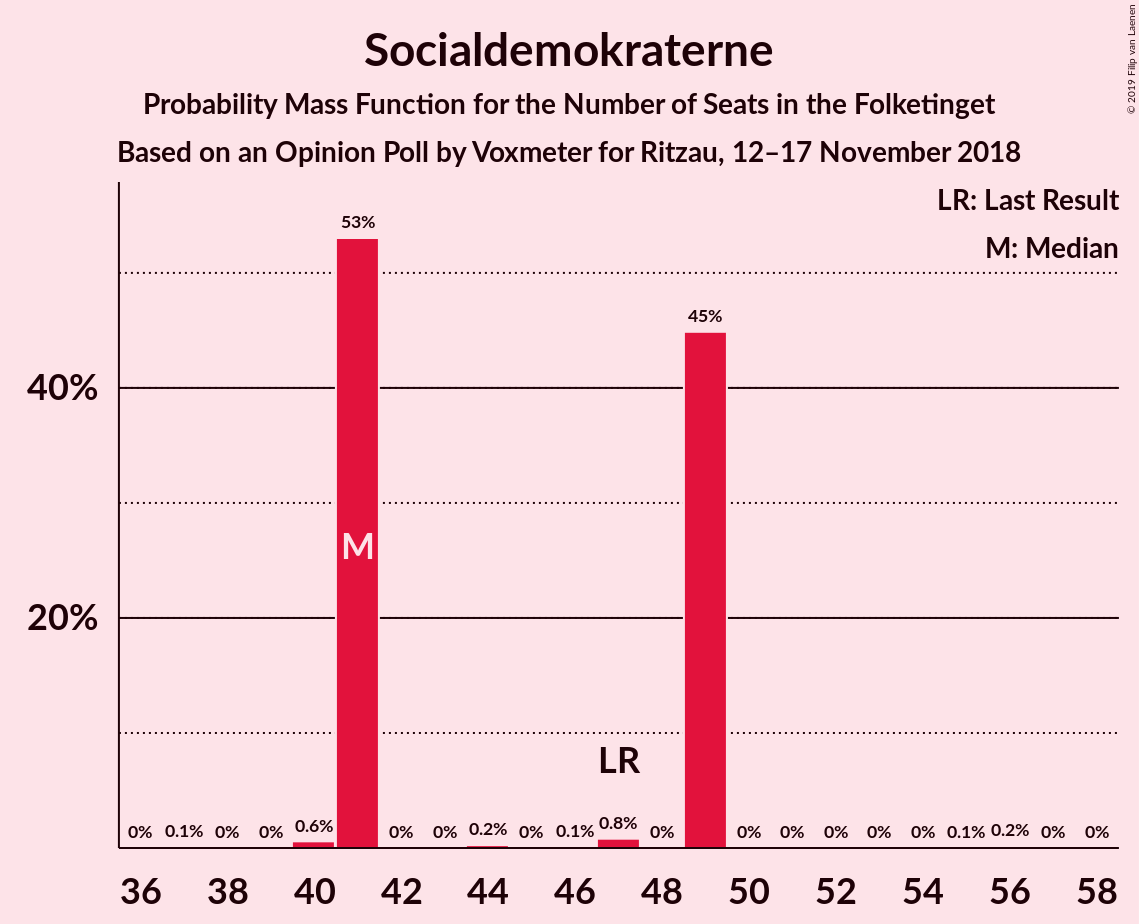 Socialdemokraterne
Probability Mass Function for the Number of Seats in the Folketinget
Based on an Opinion Poll by Voxmeter for Ritzau, 12–17 November 2018
© 2019 Filip van Laenen
LR: Last Result
M: Median
53%
45%
40%
M
20%
LR
0% 0.1% 0% 0% 0.6% 0% 0% 0.2% 0% 0.1% 0.8% 0% 0% 0% 0% 0% 0% 0.1% 0.2% 0% 0%
36 38 40 42 44 46 48 50 52 54 56 58